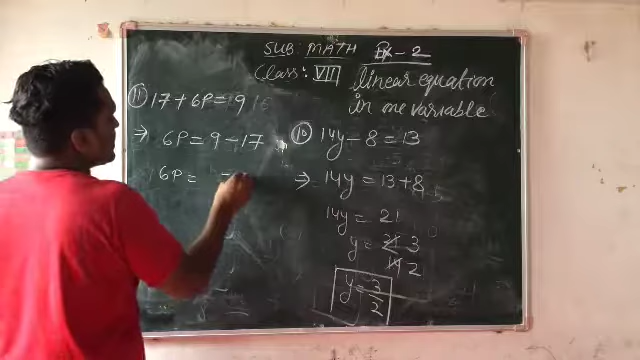 SUB: MATH Ex - 2
Class: VII linear equation
in one variable
(11) 17 + 6P = 9
⇒ 6P = 9 - 17
6P = -
(10) 14y - 8 = 13
⇒ 14y = 13 + 8
14y = 21
y = 21 3
14 2
y = 3
2